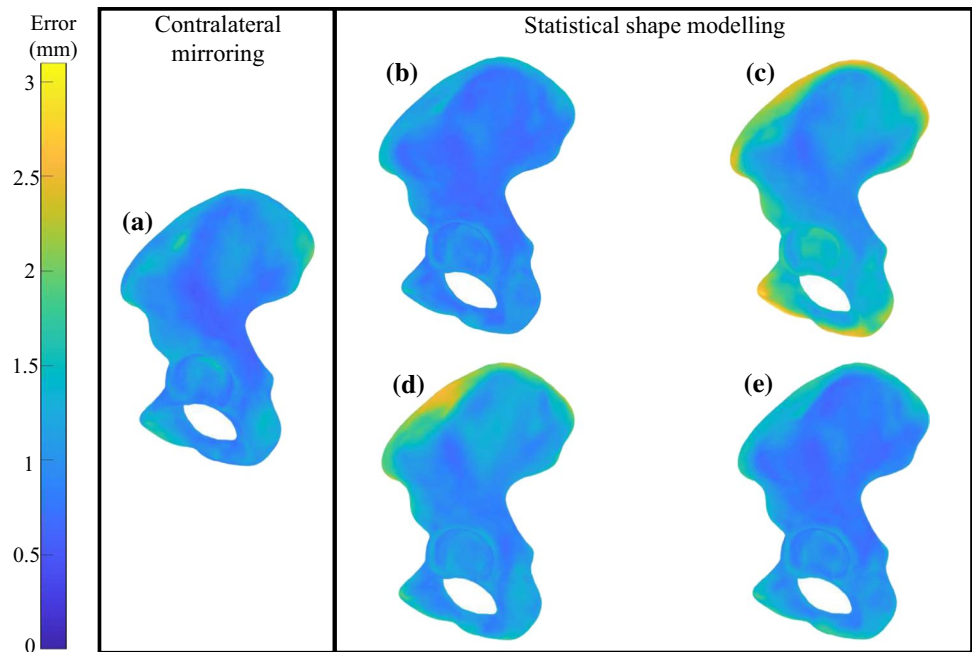 Error
(mm)
Contralateral
mirroring
Statistical shape modelling
3
2.5
2
1.5
1
0.5
0
(a)
(b)
(c)
(d)
(e)